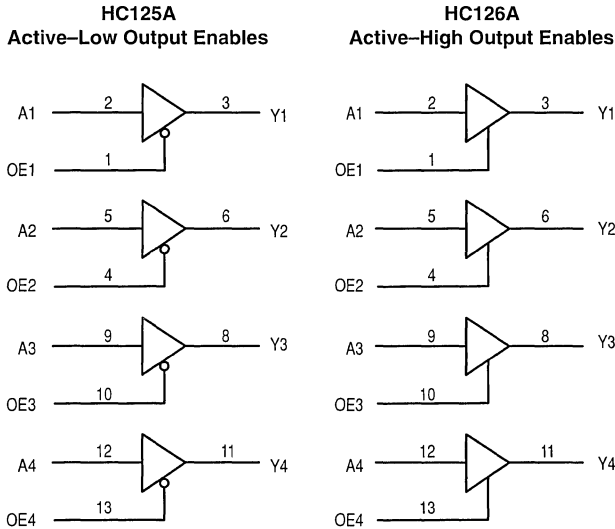 HC125A
Active–Low Output Enables
A1 2 3 Y1
OE1 1
A2 5 6 Y2
OE2 4
A3 9 8 Y3
OE3 10
A4 12 11 Y4
OE4 13
HC126A
Active–High Output Enables
A1 2 3 Y1
OE1 1
A2 5 6 Y2
OE2 4
A3 9 8 Y3
OE3 10
A4 12 11 Y4
OE4 13